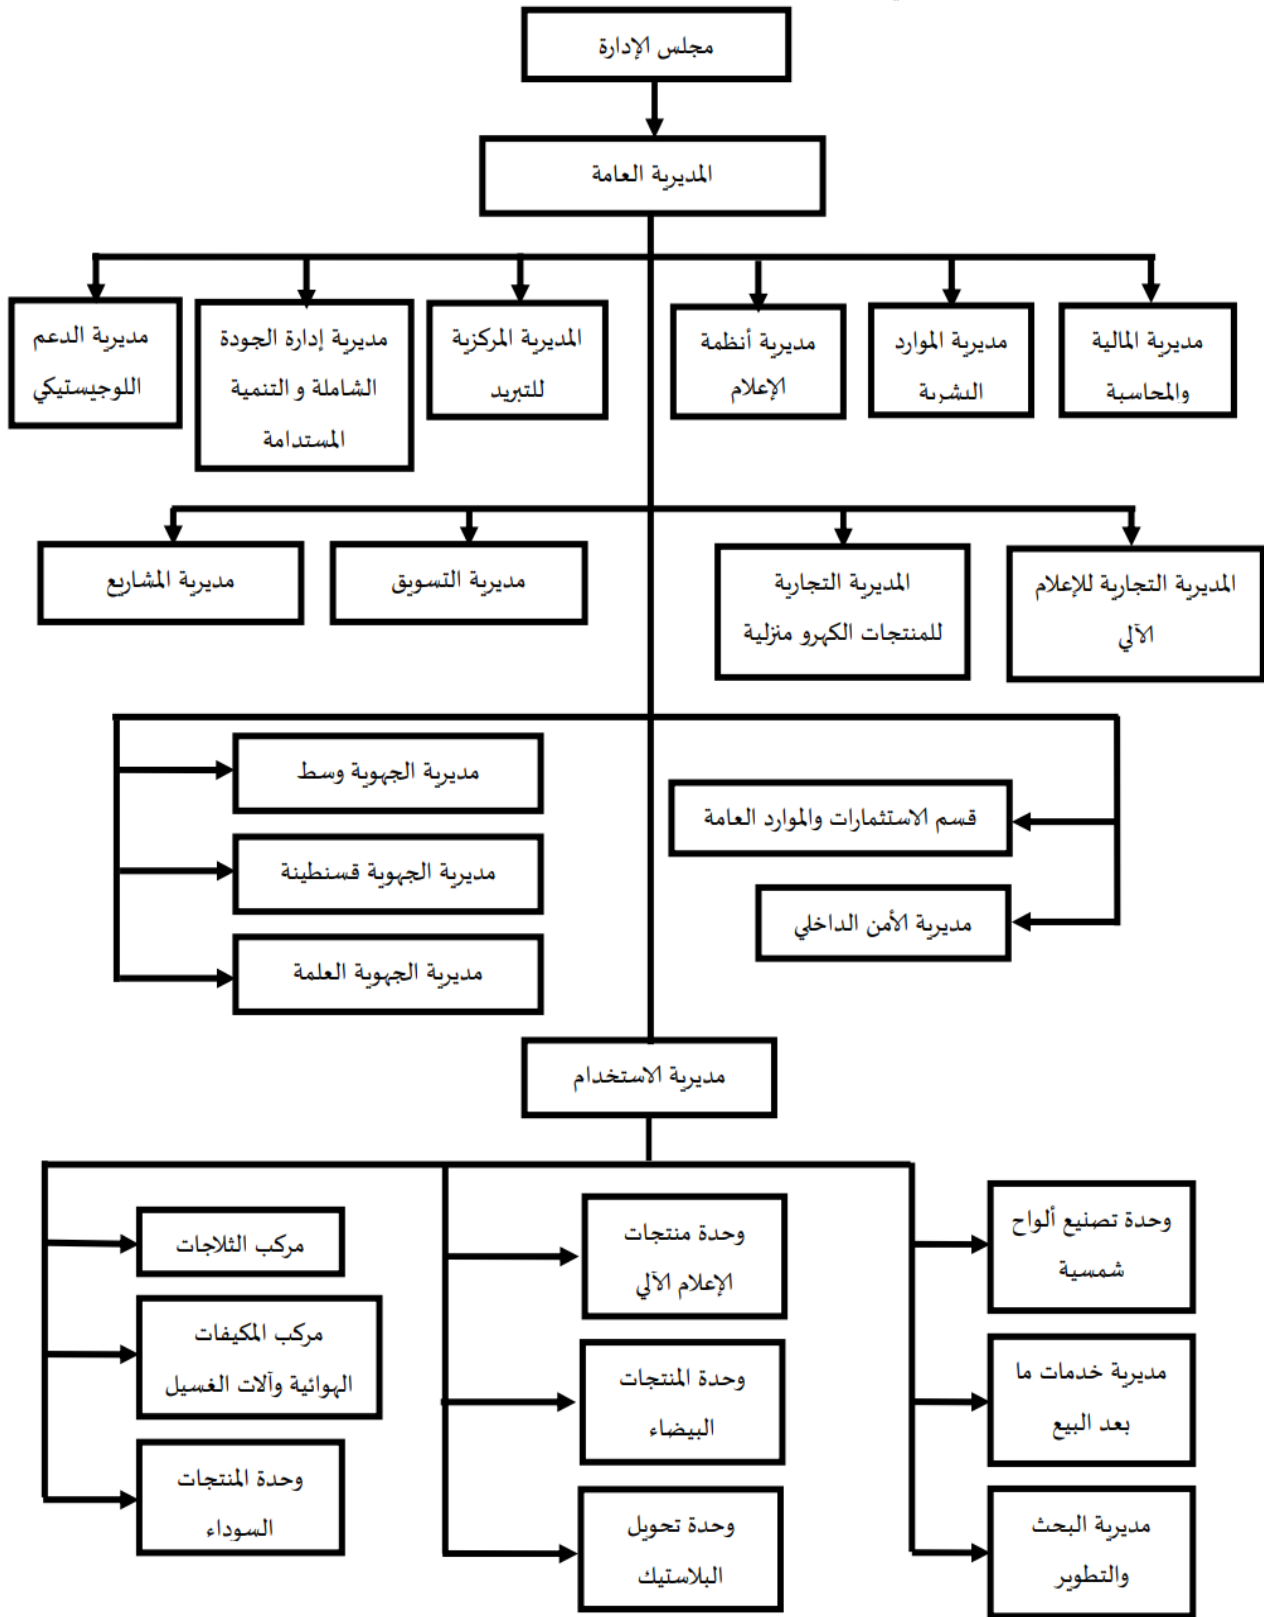 مجلس الإدارة
المديرية العامة
مديرية المالية
والمحاسبة
مديرية الموارد
البشرية
مديرية أنظمة
الإعلام
المديرية المركزية
للتبريد
مديرية إدارة الجودة
الشاملة و التنمية
المستدامة
مديرية الدعم
اللوجيستيكي
المديرية التجارية للإعلام
الآلي
المديرية التجارية
للمنتجات الكهرو منزلية
مديرية التسويق
مديرية المشاريع
قسم الاستثمارات والموارد العامة
مديرية الأمن الداخلي
مديرية الجهوية وسط
مديرية الجهوية قسنطينة
مديرية الجهوية العلمة
مديرية الاستخدام
وحدة تصنيع ألواح
شمسية
مديرية خدمات ما
بعد البيع
مديرية البحث
والتطوير
وحدة منتجات
الإعلام الآلي
وحدة المنتجات
البيضاء
وحدة تحويل
البلاستيك
مركب الثلاجات
مركب المكيفات
الهوائية وآلات الغسيل
وحدة المنتجات
السوداء